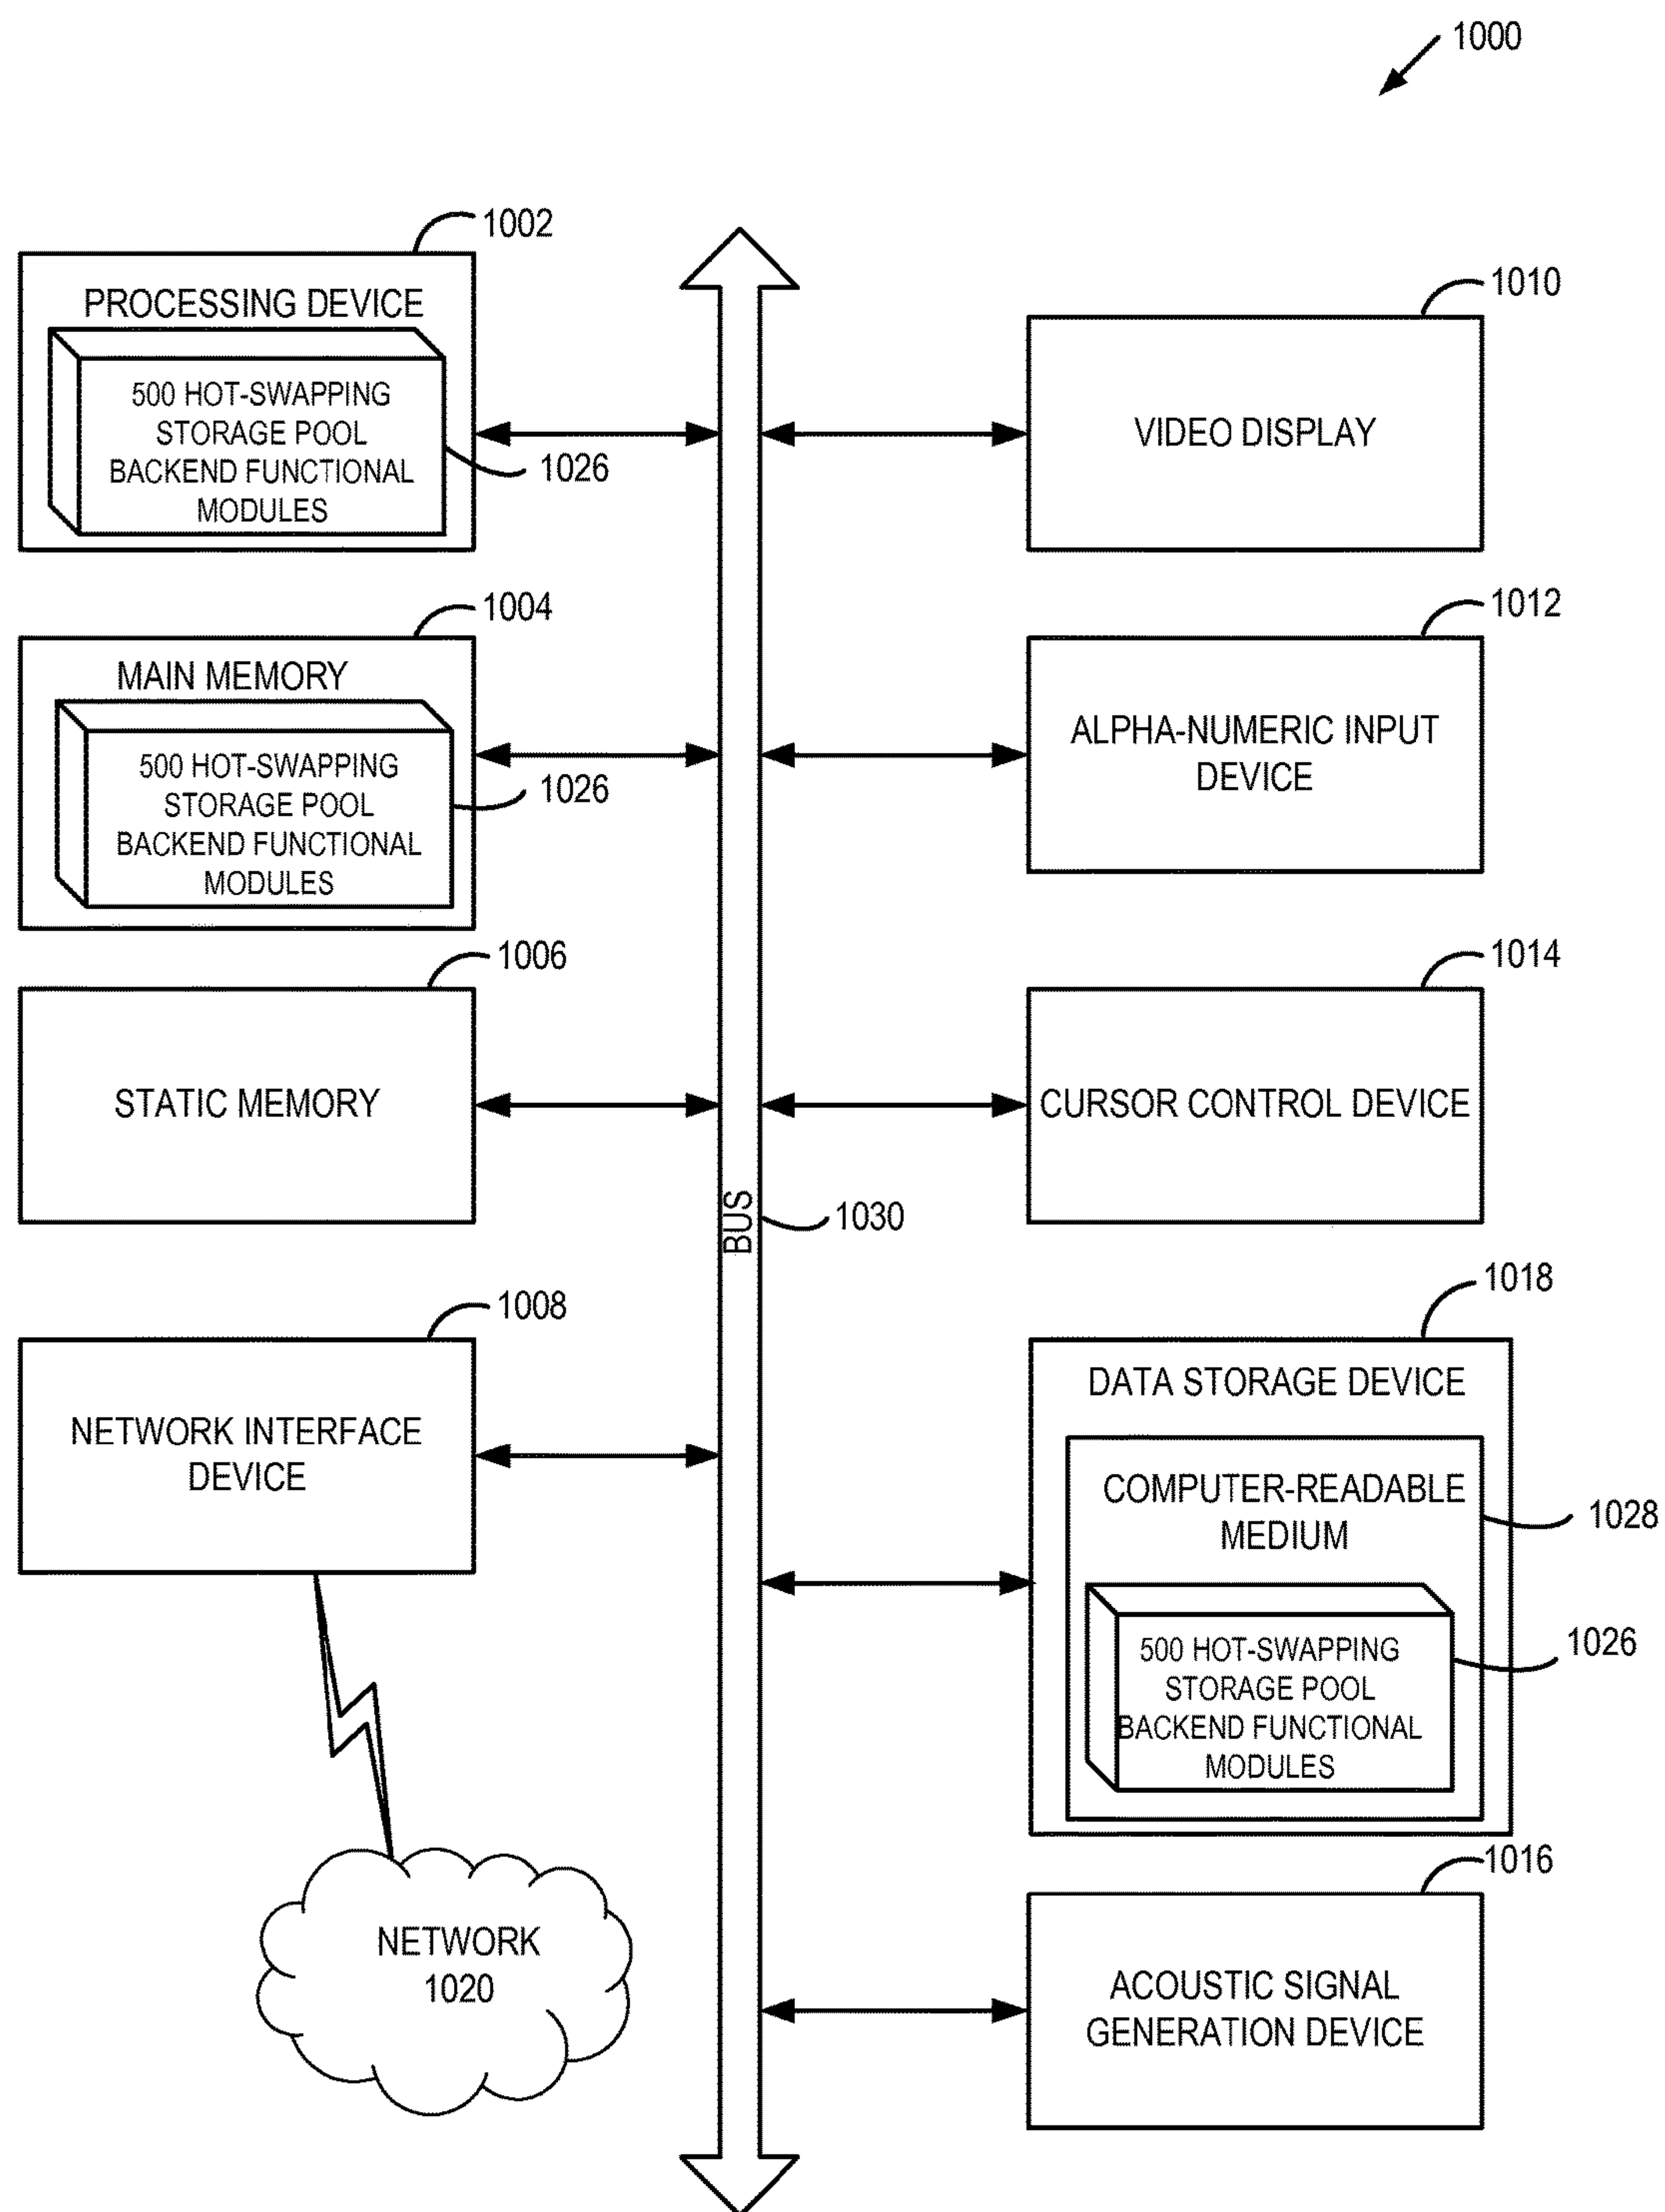 1000
1002
PROCESSING DEVICE
500 HOT-SWAPPING
STORAGE POOL
BACKEND FUNCTIONAL
MODULES
1026
1004
MAIN MEMORY
500 HOT-SWAPPING
STORAGE POOL
BACKEND FUNCTIONAL
MODULES
1026
1006
STATIC MEMORY
1008
NETWORK INTERFACE
DEVICE
NETWORK
1020
BUS
1030
1010
VIDEO DISPLAY
1012
ALPHA-NUMERIC INPUT
DEVICE
1014
CURSOR CONTROL DEVICE
1018
DATA STORAGE DEVICE
COMPUTER-READABLE
MEDIUM
1028
500 HOT-SWAPPING
STORAGE POOL
BACKEND FUNCTIONAL
MODULES
1026
1016
ACOUSTIC SIGNAL
GENERATION DEVICE